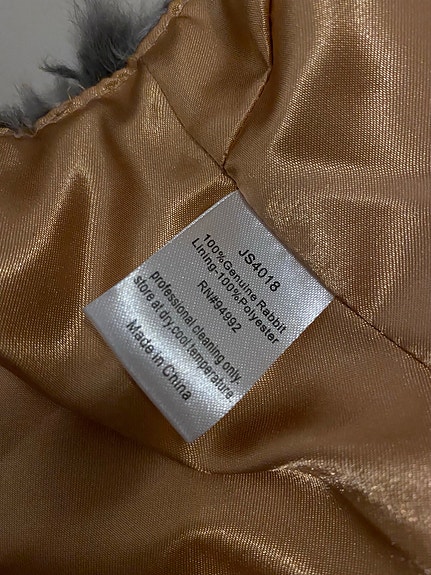 JS4018
100%Genuine Rabbit
Lining-100%Polyester
RN#94992
professional cleaning only.
store at dry,cool temperature.
Made in China